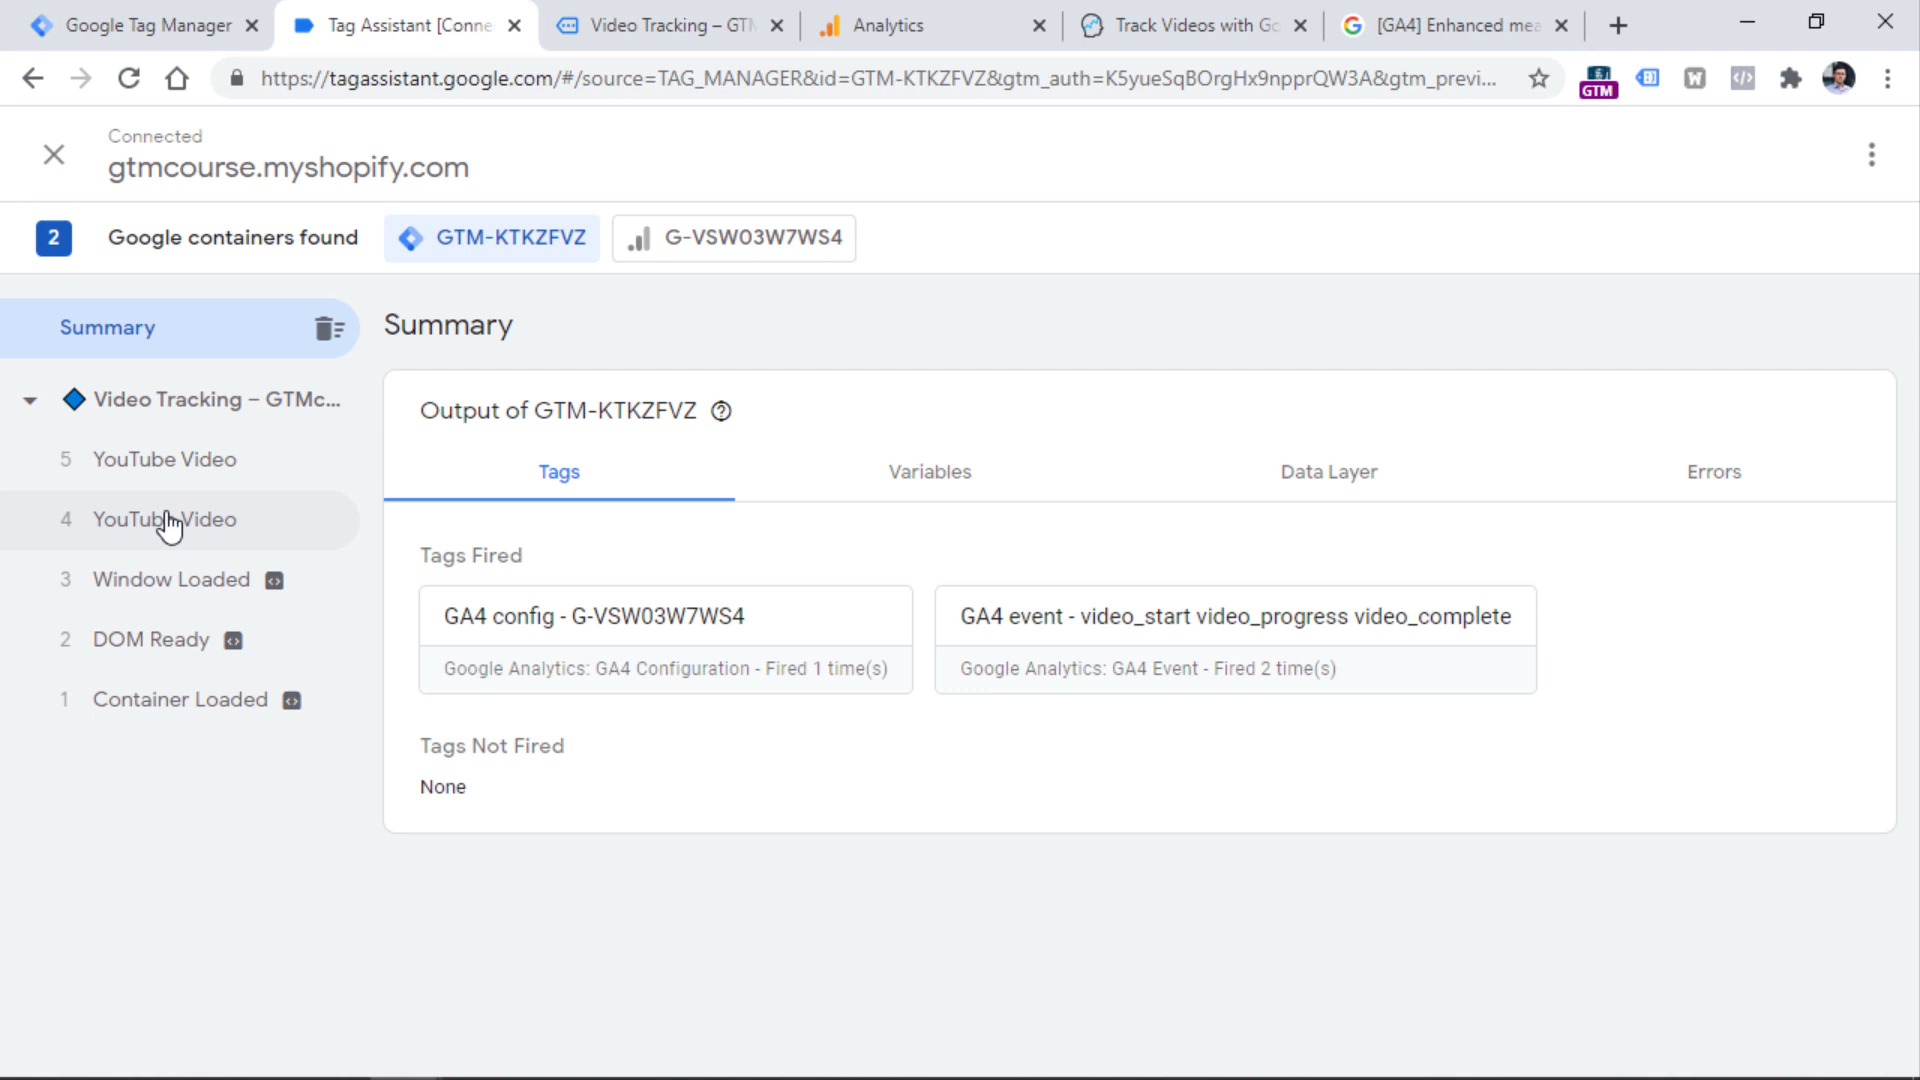 Google Tag Manager
Tag Assistant [Conne
Video Tracking – GTM
Analytics
Track Videos with Go
[GA4] Enhanced mea
https://tagassistant.google.com/#/source=TAG_MANAGER&id=GTM-KTKZFVZ&gtm_auth=K5yueSqBOrgHx9npprQW3A&gtm_previ...
GTM
Connected
gtmcourse.myshopify.com
2 Google containers found GTM-KTKZFVZ G-VSW03W7WS4
Summary
Video Tracking – GTMc...
5 YouTube Video
4 YouTube Video
3 Window Loaded
2 DOM Ready
1 Container Loaded
Summary
Output of GTM-KTKZFVZ
Tags Variables Data Layer Errors
Tags Fired
GA4 config - G-VSW03W7WS4
Google Analytics: GA4 Configuration - Fired 1 time(s)
GA4 event - video_start video_progress video_complete
Google Analytics: GA4 Event - Fired 2 time(s)
Tags Not Fired
None